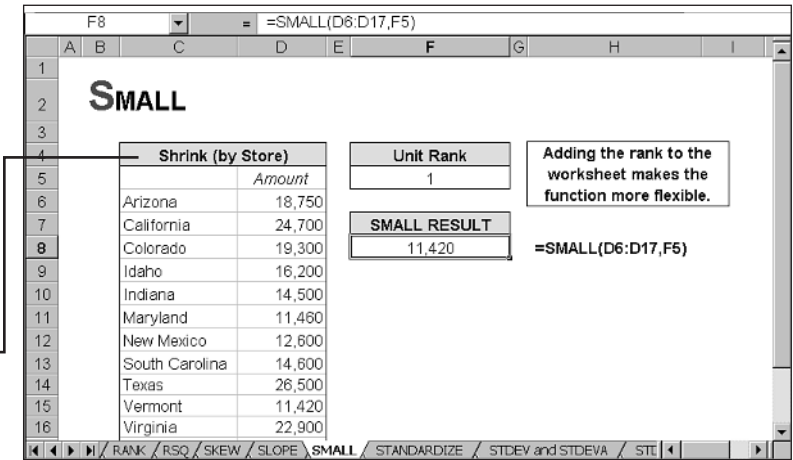 F8 = =SMALL(D6:D17,F5)
A B C D E F G H I
1
2 SMALL
3
4 Shrink (by Store) Unit Rank Adding the rank to the
5 Amount 1 worksheet makes the
6 Arizona 18,750 function more flexible.
7 California 24,700 SMALL RESULT
8 Colorado 19,300 11,420 =SMALL(D6:D17,F5)
9 Idaho 16,200
10 Indiana 14,500
11 Maryland 11,460
12 New Mexico 12,600
13 South Carolina 14,600
14 Texas 26,500
15 Vermont 11,420
16 Virginia 22,900
RANK RSQ SKEW SLOPE SMALL STANDARDIZE STDEV and STDEVA